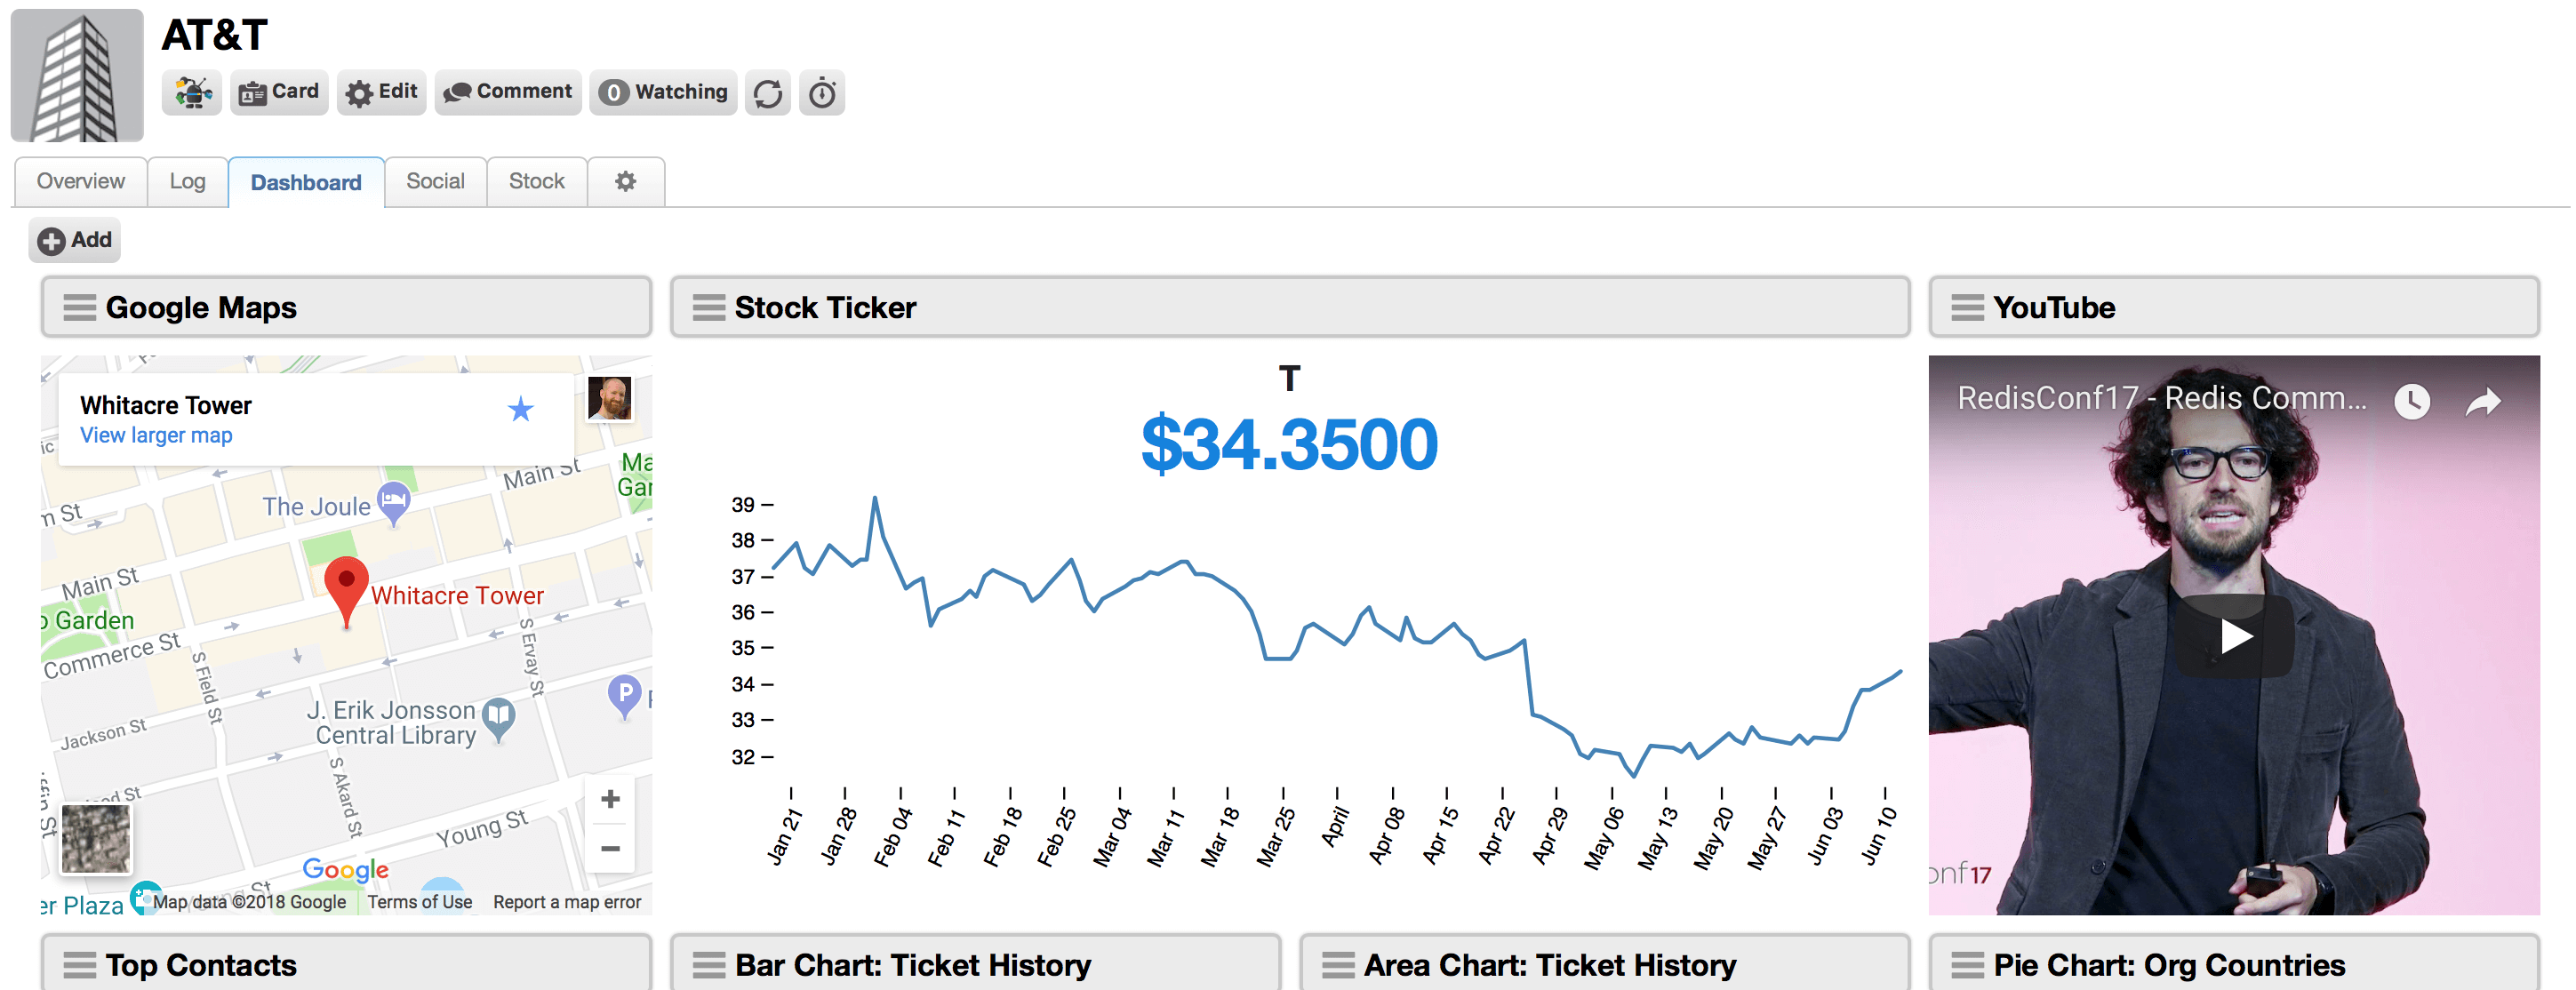 AT&T
Card
Edit
Comment
0 Watching
Overview
Log
Dashboard
Social
Stock
Add
Google Maps
Whitacre Tower
View larger map
Main St
The Joule
Main St
Whitacre Tower
Garden
Commerce St
S Field St
S Ervay St
P
J. Erik Jonsson
Central Library
Jackson St
S Akard St
Young St
Google
er Plaza
Map data ©2018 Google
Terms of Use
Report a map error
Stock Ticker
T
$34.3500
39
38
37
36
35
34
33
32
Jan 21
Jan 28
Feb 04
Feb 11
Feb 18
Feb 25
Mar 04
Mar 11
Mar 18
Mar 25
April
Apr 08
Apr 15
Apr 22
Apr 29
May 06
May 13
May 20
May 27
Jun 03
Jun 10
YouTube
RedisConf17 - Redis Comm...
onf17
Top Contacts
Bar Chart: Ticket History
Area Chart: Ticket History
Pie Chart: Org Countries